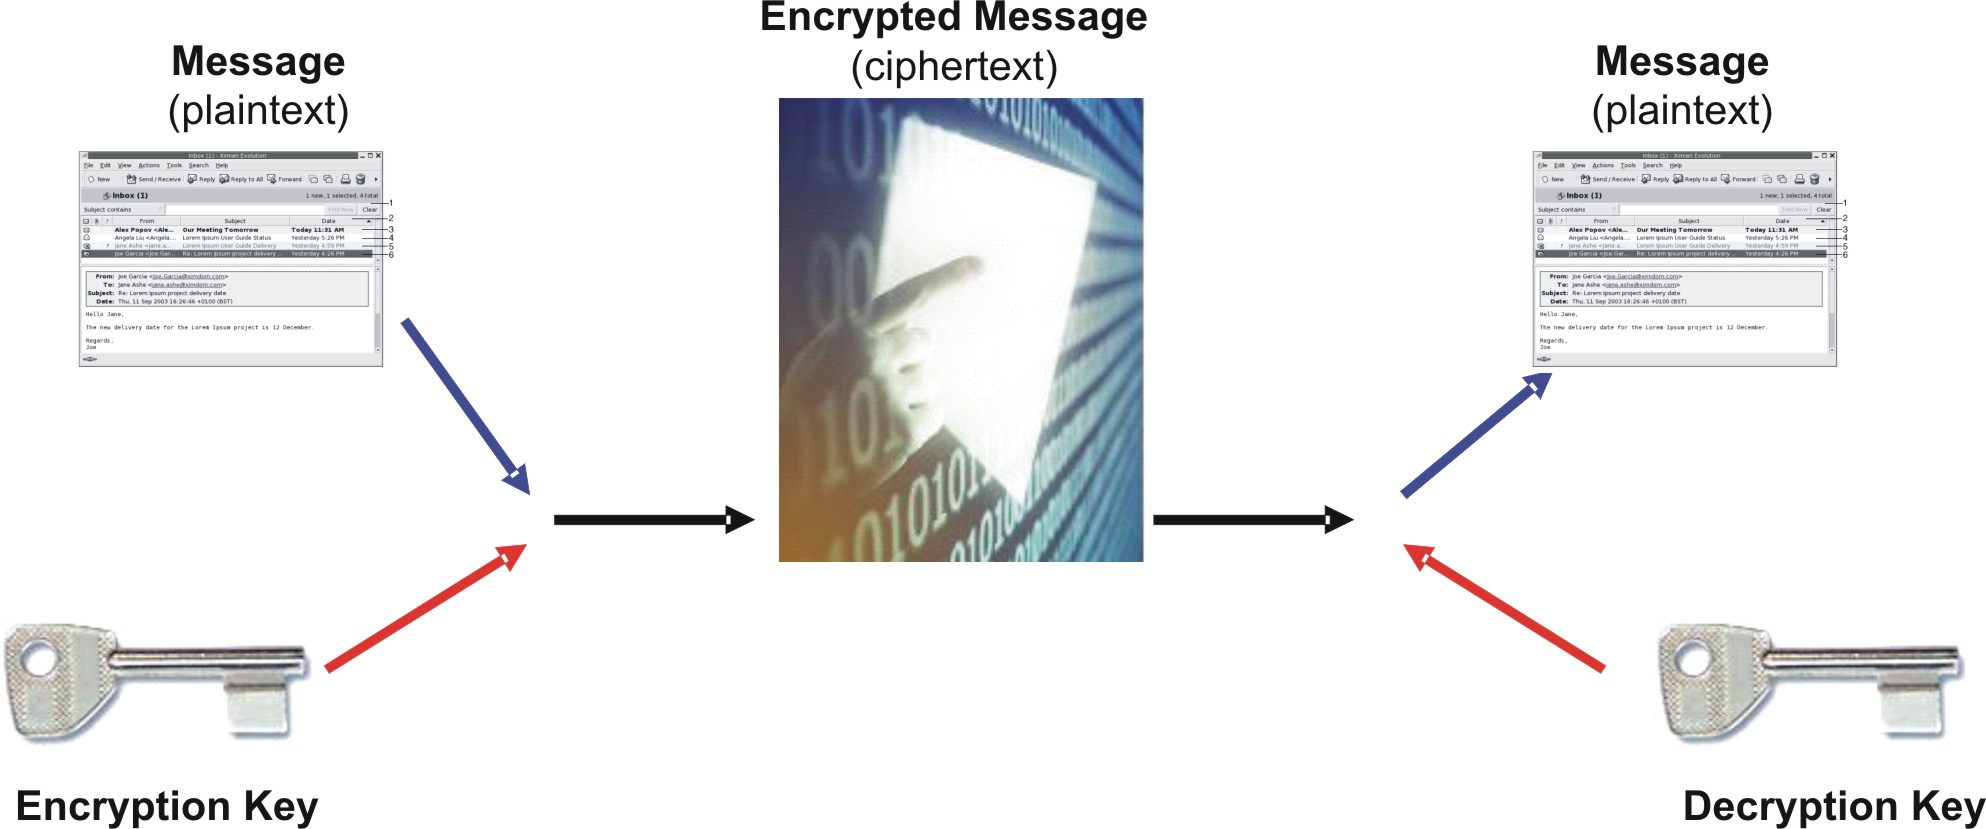 Encrypted Message
(ciphertext)
Message
(plaintext)
Inbox (1) - Ximian Evolution
File Edit View Actions Tools Search Help
New Send / Receive Reply Reply to All Forward
Inbox (1) 1 new, 1 selected, 4 total
1
Subject contains Find Now Clear
2
! From Subject Date
Alex Popov <Ale... Our Meeting Tomorrow Today 11:31 AM 3
Angela Liu <Angela... Lorem Ipsum User Guide Status Yesterday 5:26 PM 4
! Jane Ashe <jane.a... Lorem Ipsum User Guide Delivery Yesterday 4:59 PM 5
Joe Garcia <Joe.Gar... Re: Lorem Ipsum project delivery ... Yesterday 4:26 PM 6
From: Joe Garcia <Joe.Garcia@ximdom.com>
To: Jane Ashe <jane.ashe@ximdom.com>
Subject: Re: Lorem Ipsum project delivery date
Date: Thu, 11 Sep 2003 16:26:46 +0100 (BST)
Hello Jane,
The new delivery date for the Lorem Ipsum project is 12 December.
Regards,
Joe
Message
(plaintext)
Inbox (1) - Ximian Evolution
File Edit View Actions Tools Search Help
New Send / Receive Reply Reply to All Forward
Inbox (1) 1 new, 1 selected, 4 total
1
Subject contains Find Now Clear
2
! From Subject Date
Alex Popov <Ale... Our Meeting Tomorrow Today 11:31 AM 3
Angela Liu <Angela... Lorem Ipsum User Guide Status Yesterday 5:26 PM 4
! Jane Ashe <jane.a... Lorem Ipsum User Guide Delivery Yesterday 4:59 PM 5
Joe Garcia <Joe.Gar... Re: Lorem Ipsum project delivery ... Yesterday 4:26 PM 6
From: Joe Garcia <Joe.Garcia@ximdom.com>
To: Jane Ashe <jane.ashe@ximdom.com>
Subject: Re: Lorem Ipsum project delivery date
Date: Thu, 11 Sep 2003 16:26:46 +0100 (BST)
Hello Jane,
The new delivery date for the Lorem Ipsum project is 12 December.
Regards,
Joe
Encryption Key
Decryption Key